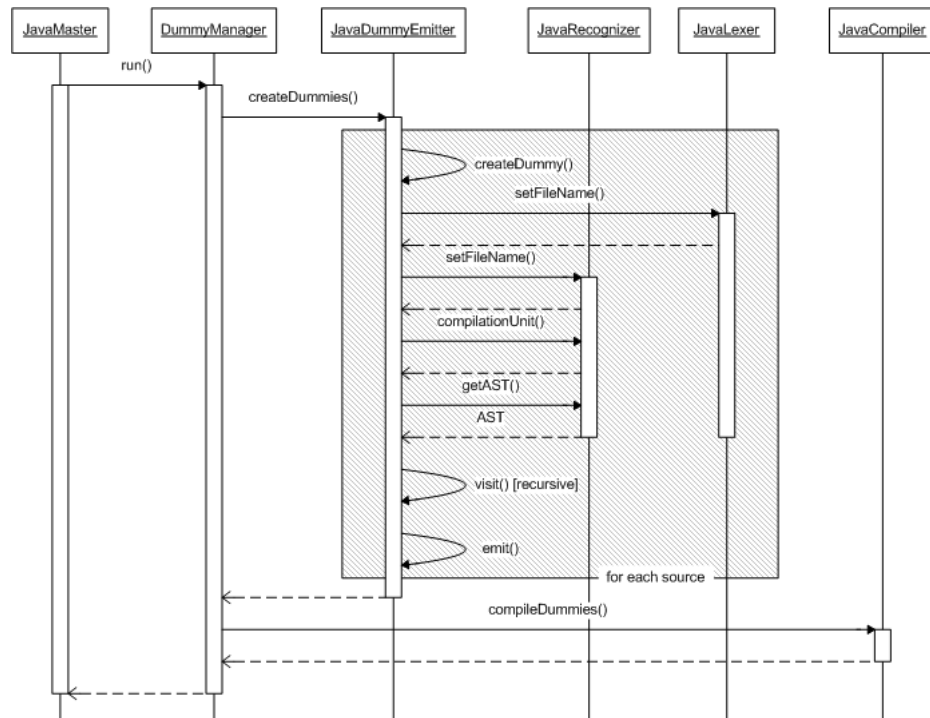 JavaMaster
DummyManager
JavaDummyEmitter
JavaRecognizer
JavaLexer
JavaCompiler
run()
createDummies()
createDummy()
setFileName()
setFileName()
compilationUnit()
getAST()
AST
visit() [recursive]
emit()
for each source
compileDummies()